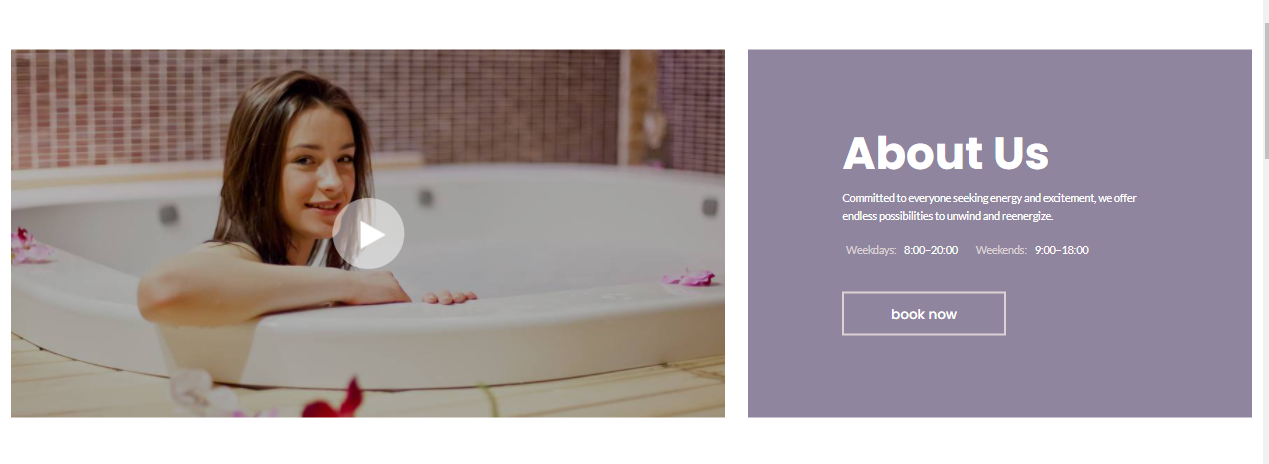 About Us
Committed to everyone seeking energy and excitement, we offer
endless possibilities to unwind and reenergize.
Weekdays: 8:00–20:00 Weekends: 9:00–18:00
book now